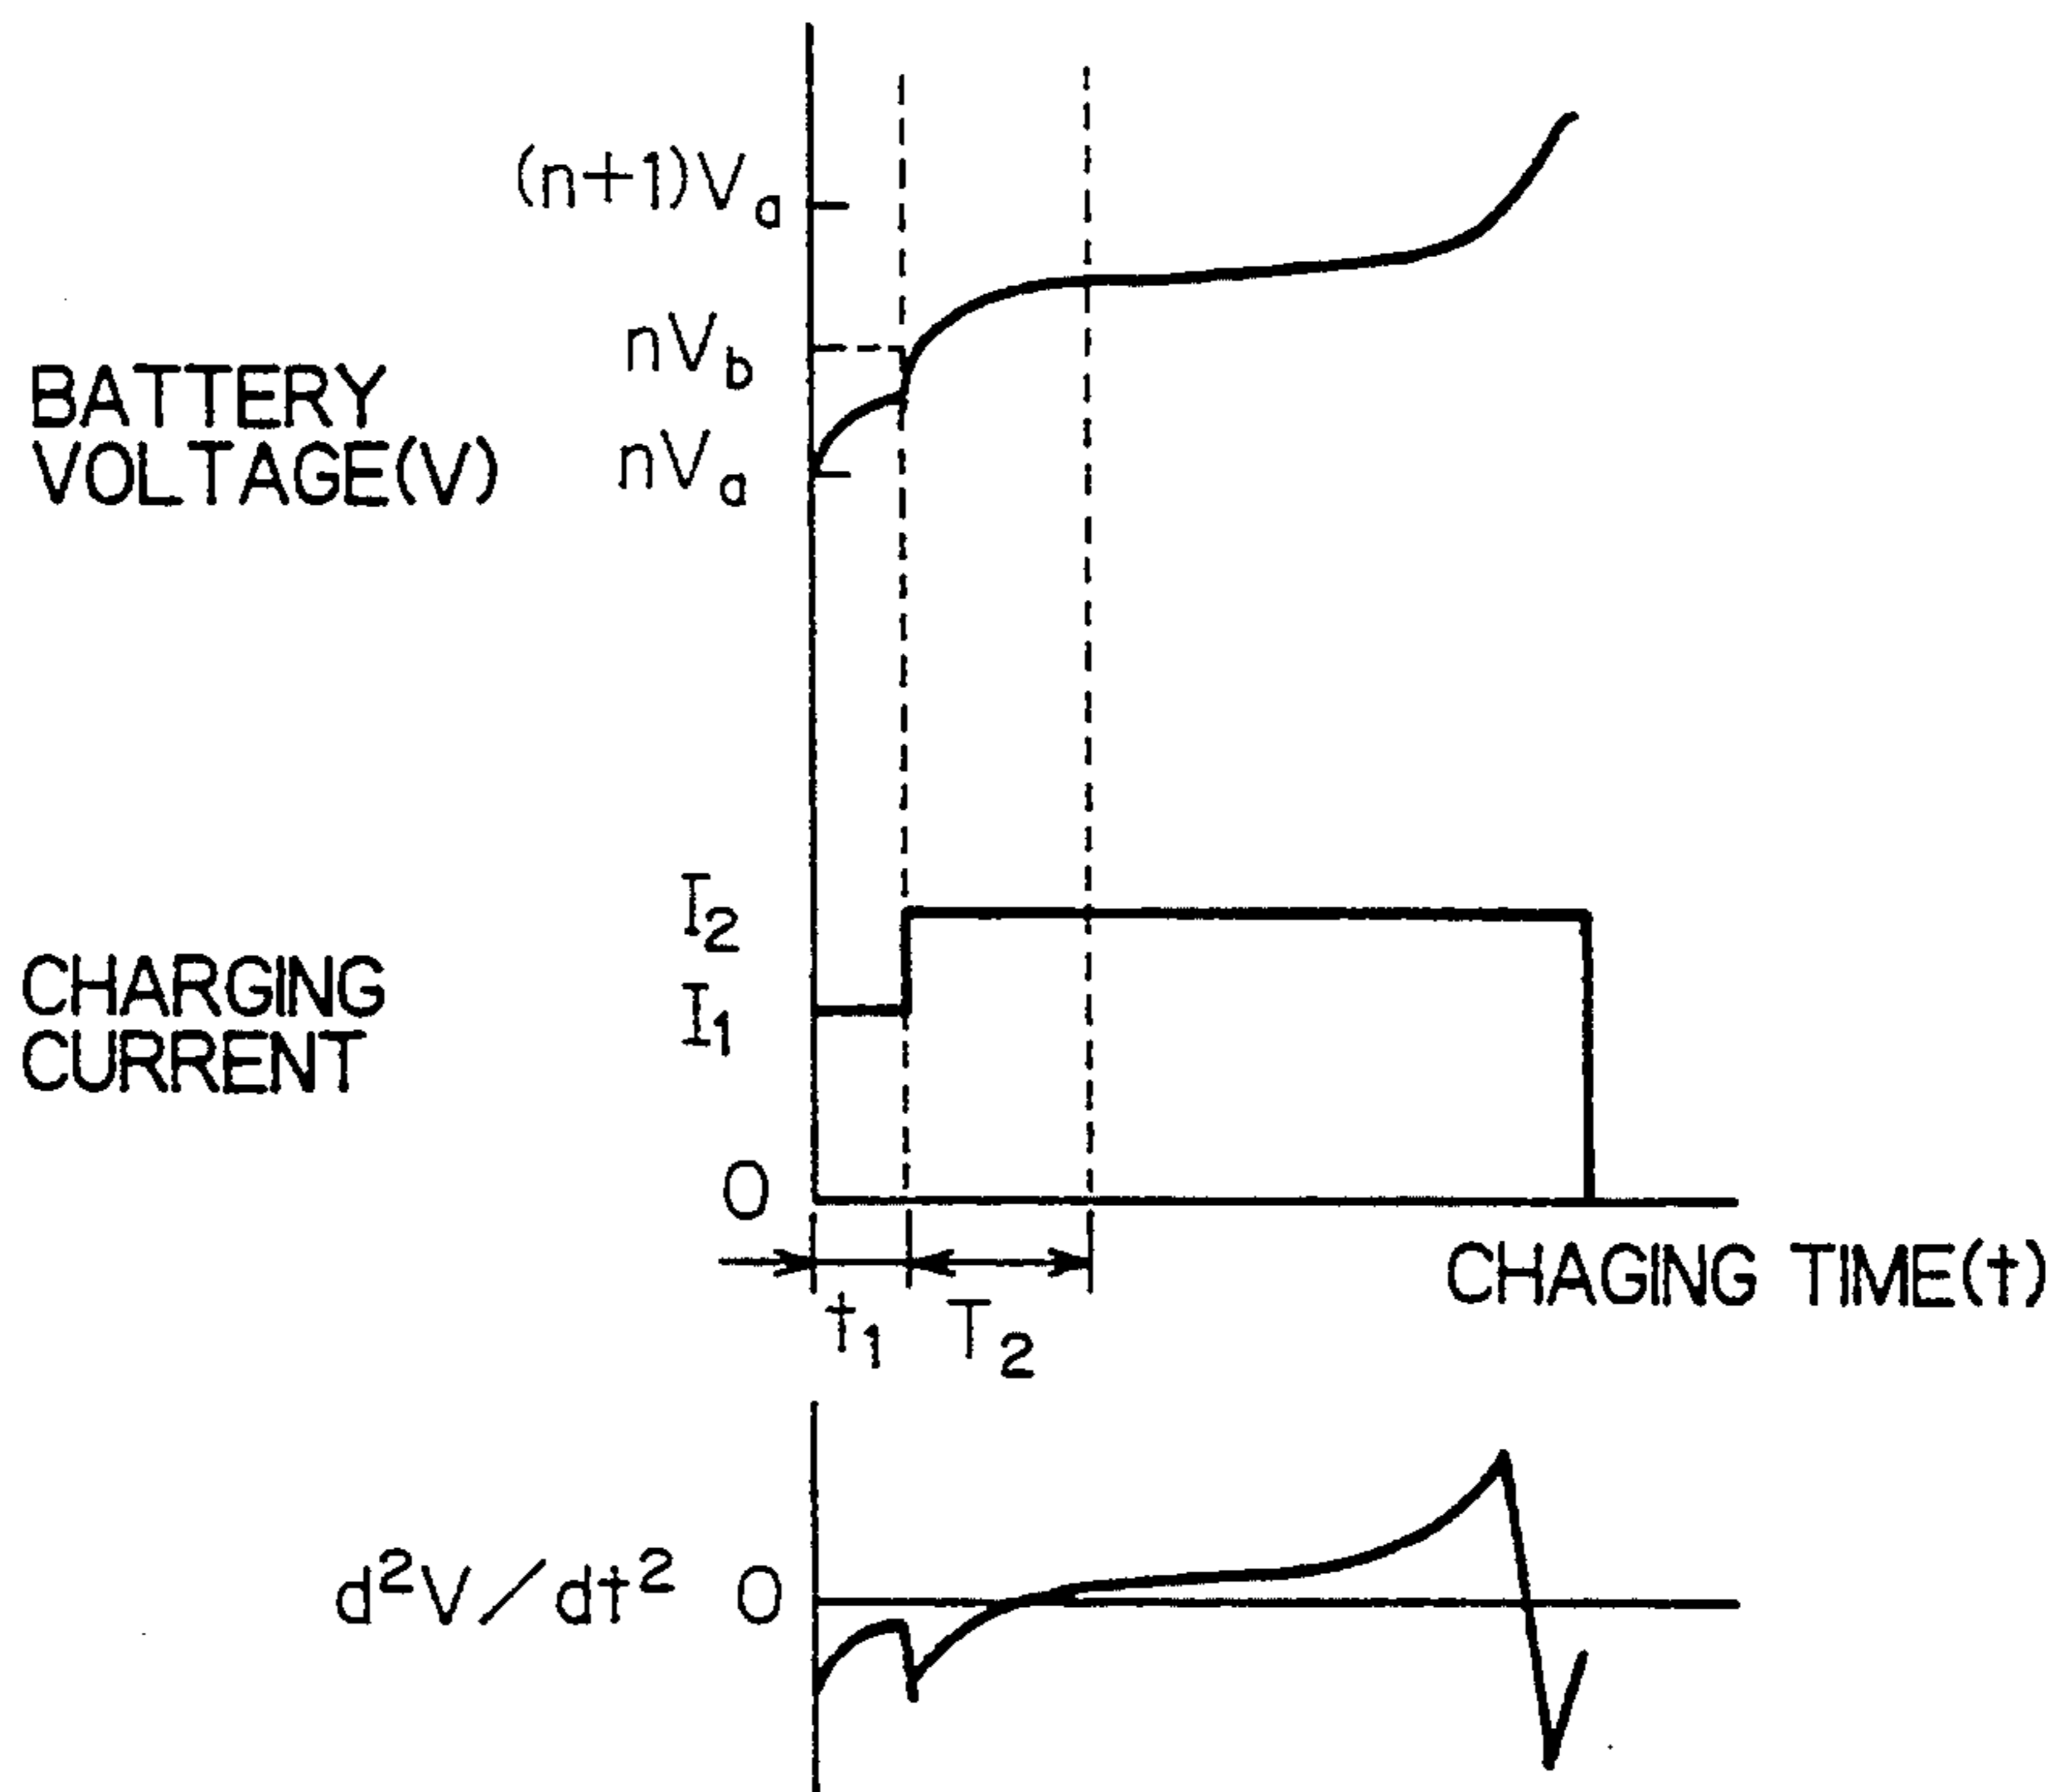 (n+1)Va
nVb
BATTERY
VOLTAGE(V)
nVa
I2
CHARGING
CURRENT
I1
0
CHAGING TIME(t)
t1
T2
d²V/dt² 0